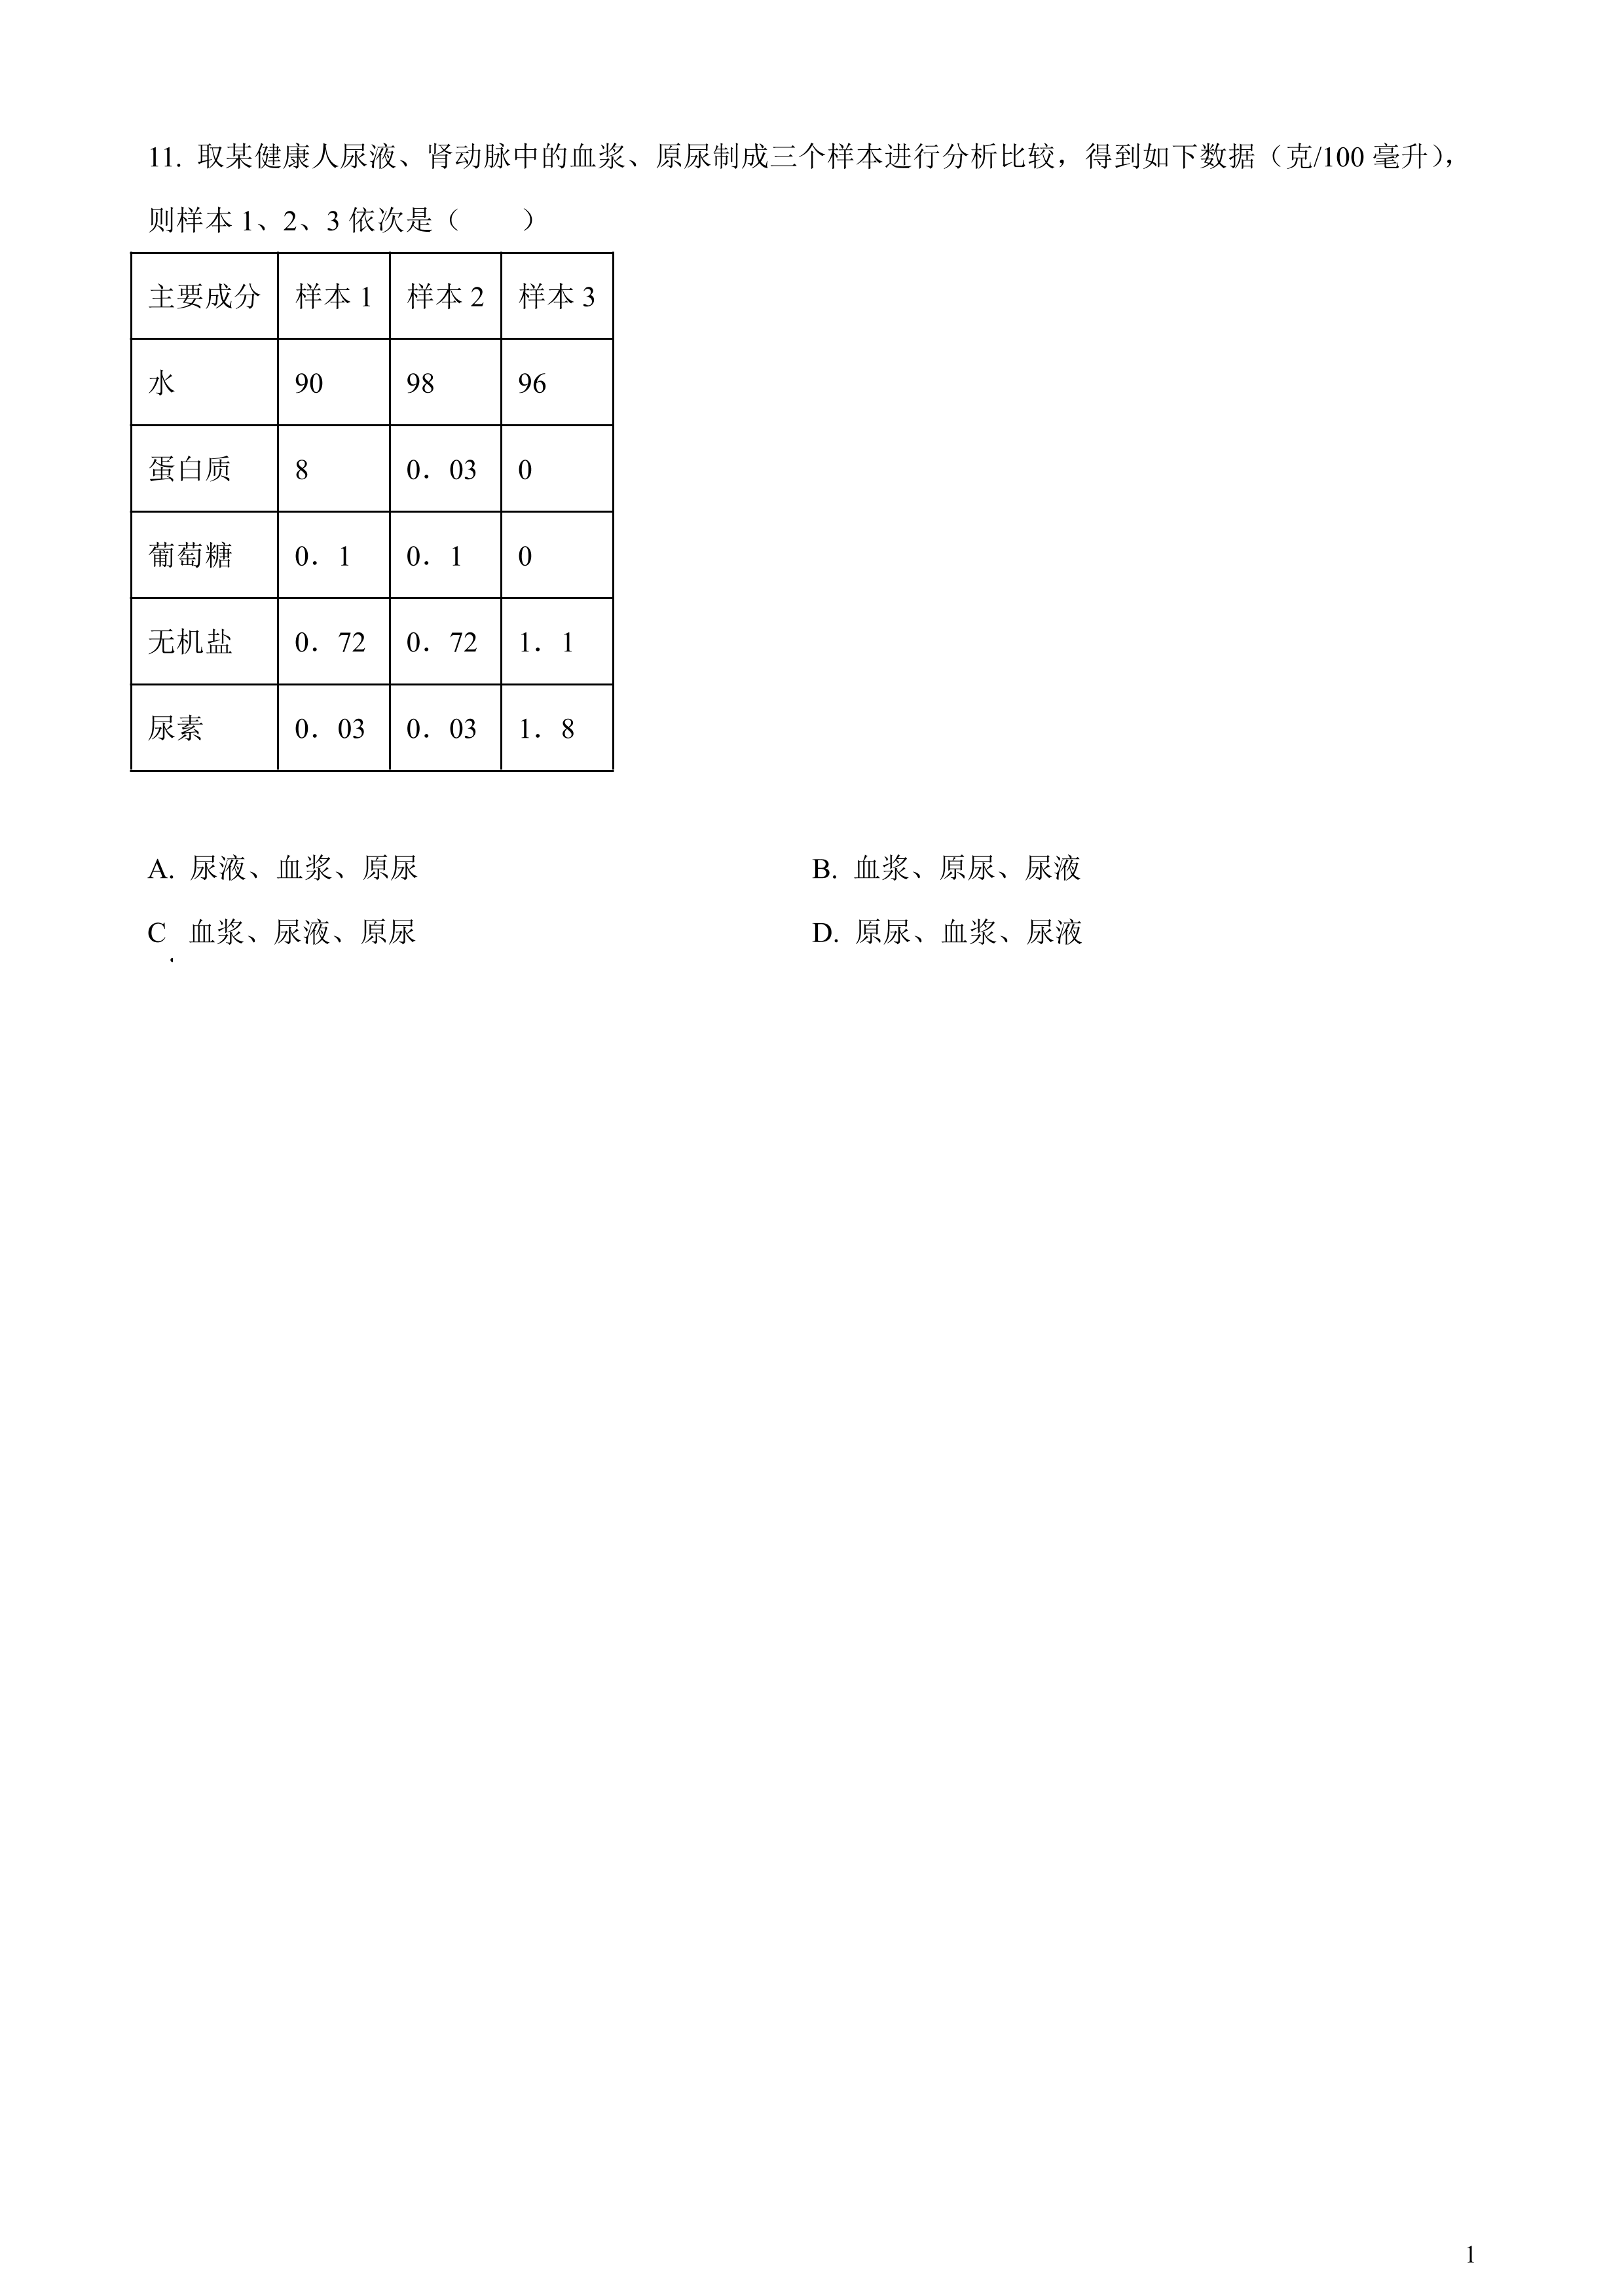 11. 取某健康人尿液、肾动脉中的血浆、原尿制成三个样本进行分析比较，得到如下数据（克/100 毫升），
则样本 1、2、3 依次是（　　）
主要成分 样本 1 样本 2 样本 3
水 90 98 96
蛋白质 8 0．03 0
葡萄糖 0．1 0．1 0
无机盐 0．72 0．72 1．1
尿素 0．03 0．03 1．8
A. 尿液、血浆、原尿 B. 血浆、原尿、尿液
C. 血浆、尿液、原尿 D. 原尿、血浆、尿液
1